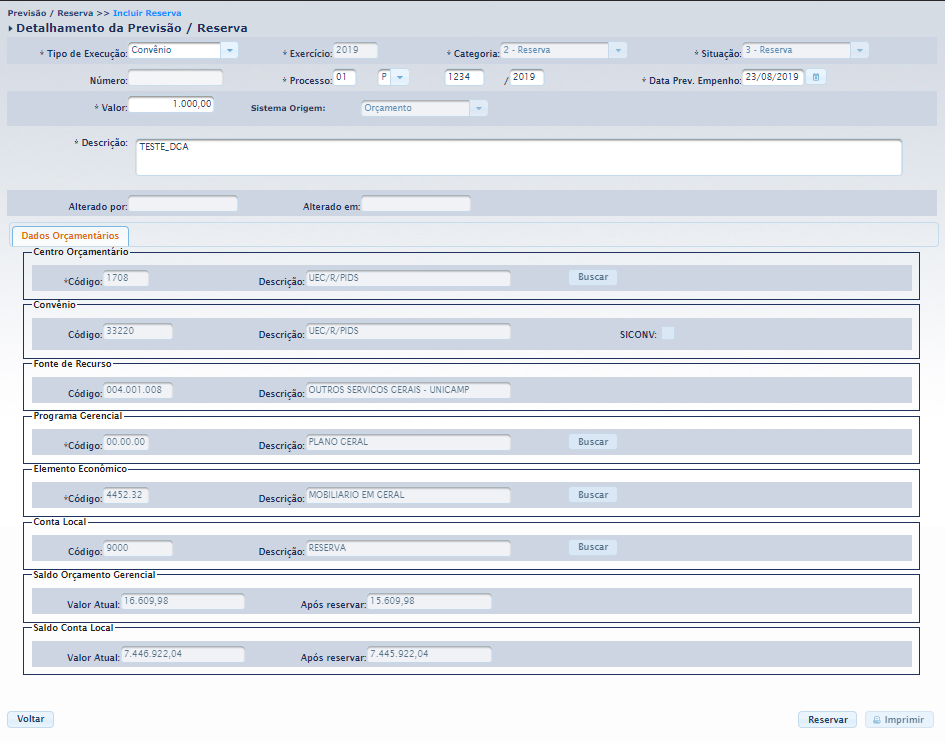 Previsão / Reserva >> Incluir Reserva
Detalhamento da Previsão / Reserva
* Tipo de Execução: Convênio * Exercício: 2019 * Categoria: 2 - Reserva * Situação: 3 - Reserva
Número: * Processo: 01 P 1234 / 2019 * Data Prev. Empenho: 23/08/2019
* Valor: 1.000,00 Sistema Origem: Orçamento
* Descrição: TESTE_DGA
Alterado por: Alterado em:
Dados Orçamentários
Centro Orçamentário
*Código: 1708 Descrição: UEC/R/PIDS Buscar
Convênio
Código: 33220 Descrição: UEC/R/PIDS SICONV:
Fonte de Recurso
Código: 004.001.008 Descrição: OUTROS SERVICOS GERAIS - UNICAMP
Programa Gerencial
*Código: 00.00.00 Descrição: PLANO GERAL Buscar
Elemento Econômico
*Código: 4452.32 Descrição: MOBILIARIO EM GERAL Buscar
Conta Local
Código: 9000 Descrição: RESERVA Buscar
Saldo Orçamento Gerencial
Valor Atual: 16.609,98 Após reservar: 15.609,98
Saldo Conta Local
Valor Atual: 7.446.922,04 Após reservar: 7.445.922,04
Voltar Reservar Imprimir